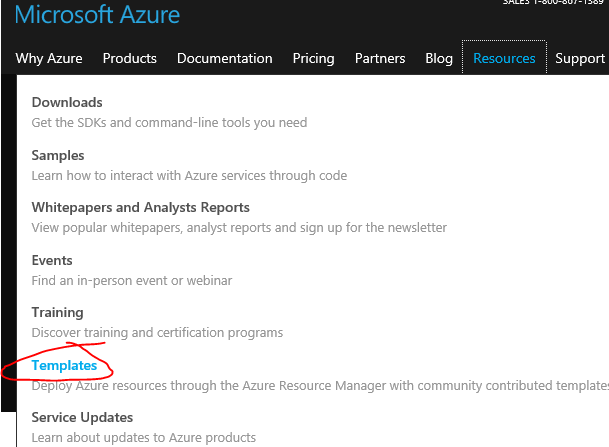 SALES 1-800-867-1389
Microsoft Azure
Why Azure Products Documentation Pricing Partners Blog Resources Support
Downloads
Get the SDKs and command-line tools you need
Samples
Learn how to interact with Azure services through code
Whitepapers and Analysts Reports
View popular whitepapers, analyst reports and sign up for the newsletter
Events
Find an in-person event or webinar
Training
Discover training and certification programs
Templates
Deploy Azure resources through the Azure Resource Manager with community contributed templates
Service Updates
Learn about updates to Azure products